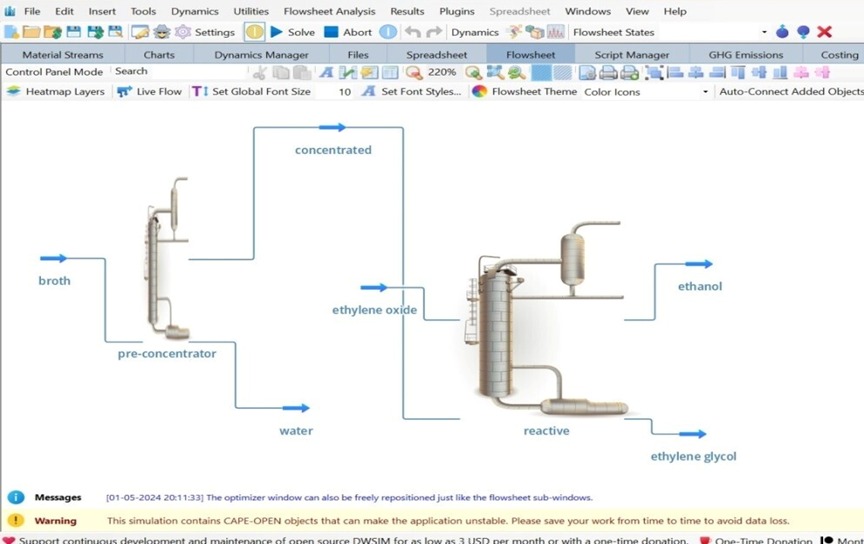 File Edit Insert Tools Dynamics Utilities Flowsheet Analysis Results Plugins Spreadsheet Windows View Help
Settings Solve Abort Dynamics Flowsheet States
Material Streams Charts Dynamics Manager Files Spreadsheet Flowsheet Script Manager GHG Emissions Costing
Control Panel Mode Search 220%
Heatmap Layers Live Flow Set Global Font Size 10 Set Font Styles... Flowsheet Theme Color Icons Auto-Connect Added Objects
concentrated
broth
ethylene oxide
ethanol
pre-concentrator
water
reactive
ethylene glycol
Messages [01-05-2024 20:11:33] The optimizer window can also be freely repositioned just like the flowsheet sub-windows.
Warning This simulation contains CAPE-OPEN objects that can make the application unstable. Please save your work from time to time to avoid data loss.
Support continuous development and maintenance of open source DWSIM for as low as 3 USD per month or with a one-time donation. One-Time Donation